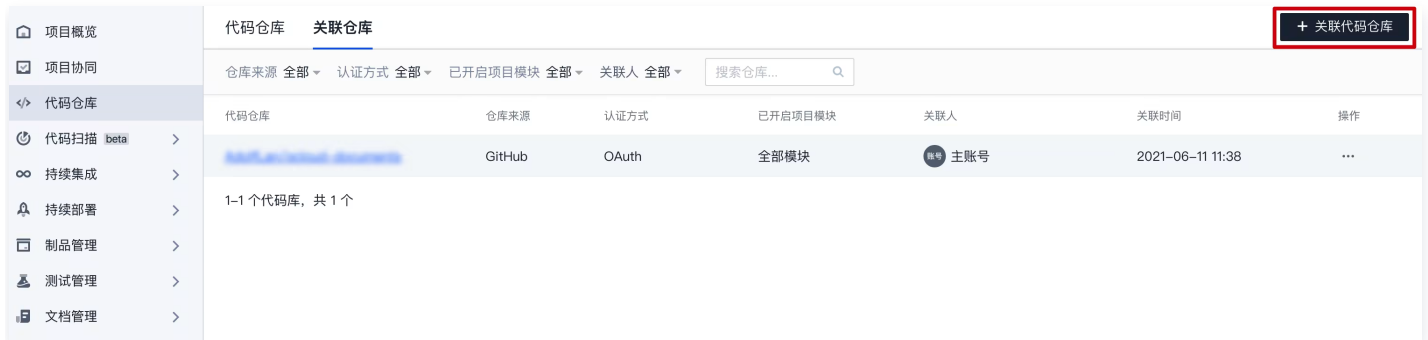 项目概览
项目协同
代码仓库
代码扫描 beta
持续集成
持续部署
制品管理
测试管理
文档管理
代码仓库 关联仓库
+ 关联代码仓库
仓库来源 全部 认证方式 全部 已开启项目模块 全部 关联人 全部 搜索仓库...
代码仓库 仓库来源 认证方式 已开启项目模块 关联人 关联时间 操作
GitHub OAuth 全部模块 账号 主账号 2021-06-11 11:38 ···
1-1 个代码库，共 1 个